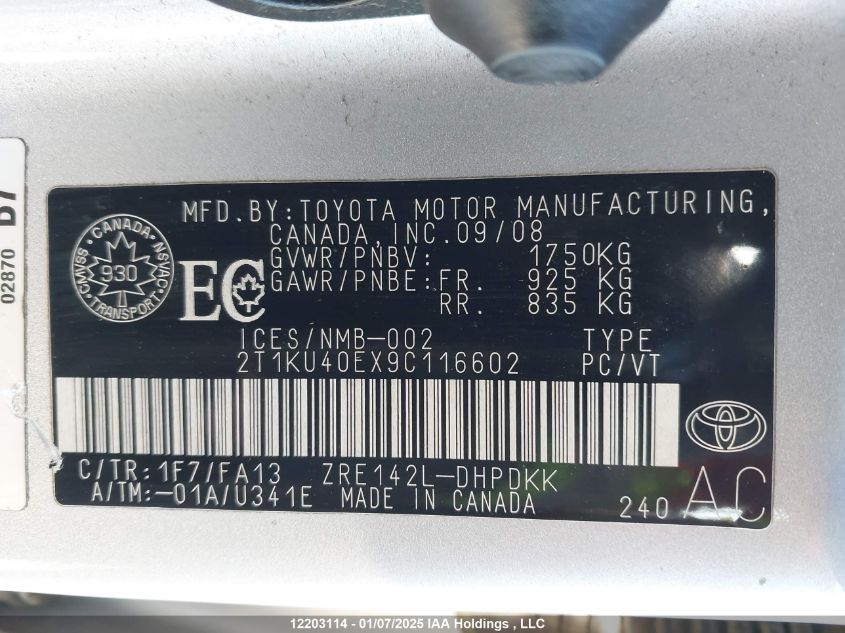 MFD.BY:TOYOTA MOTOR MANUFACTURING,
CANADA, INC.09/08
GVWR/PNBV: 1750KG
GAWR/PNBE:FR. 925 KG
RR. 835 KG
CANADA
CMVSS 930 NSVAC
TRANSPORT
EC
ICES/NMB-002 TYPE
2T1KU40EX9C116602 PC/VT
C/TR:1F7/FA13 ZRE142L-DHPDKK
A/TM:-01A/U341E MADE IN CANADA 240 AC
02870 B7
12203114 - 01/07/2025 IAA Holdings , LLC